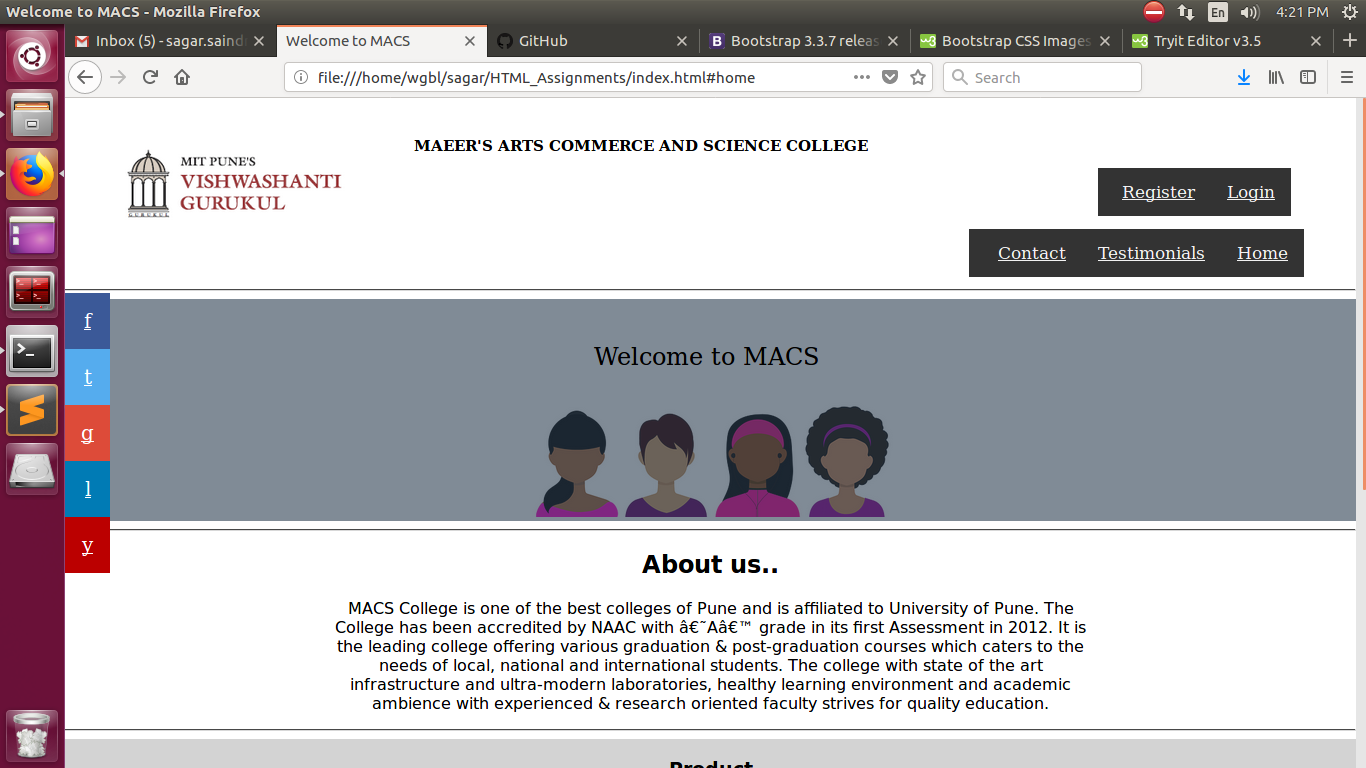 Welcome to MACS - Mozilla Firefox
En
4:21 PM
Inbox (5) - sagar.saind
Welcome to MACS
GitHub
Bootstrap 3.3.7 releas
Bootstrap CSS Images
Tryit Editor v3.5
file:///home/wgbl/sagar/HTML_Assignments/index.html#home
Search
MIT PUNE'S
VISHWASHANTI
GURUKUL
GURUKUL
MAEER'S ARTS COMMERCE AND SCIENCE COLLEGE
Register Login
Contact Testimonials Home
f
t
g
l
y
Welcome to MACS
About us..
MACS College is one of the best colleges of Pune and is affiliated to University of Pune. The
College has been accredited by NAAC with â€˜Aâ€™ grade in its first Assessment in 2012. It is
the leading college offering various graduation & post-graduation courses which caters to the
needs of local, national and international students. The college with state of the art
infrastructure and ultra-modern laboratories, healthy learning environment and academic
ambience with experienced & research oriented faculty strives for quality education.
Product